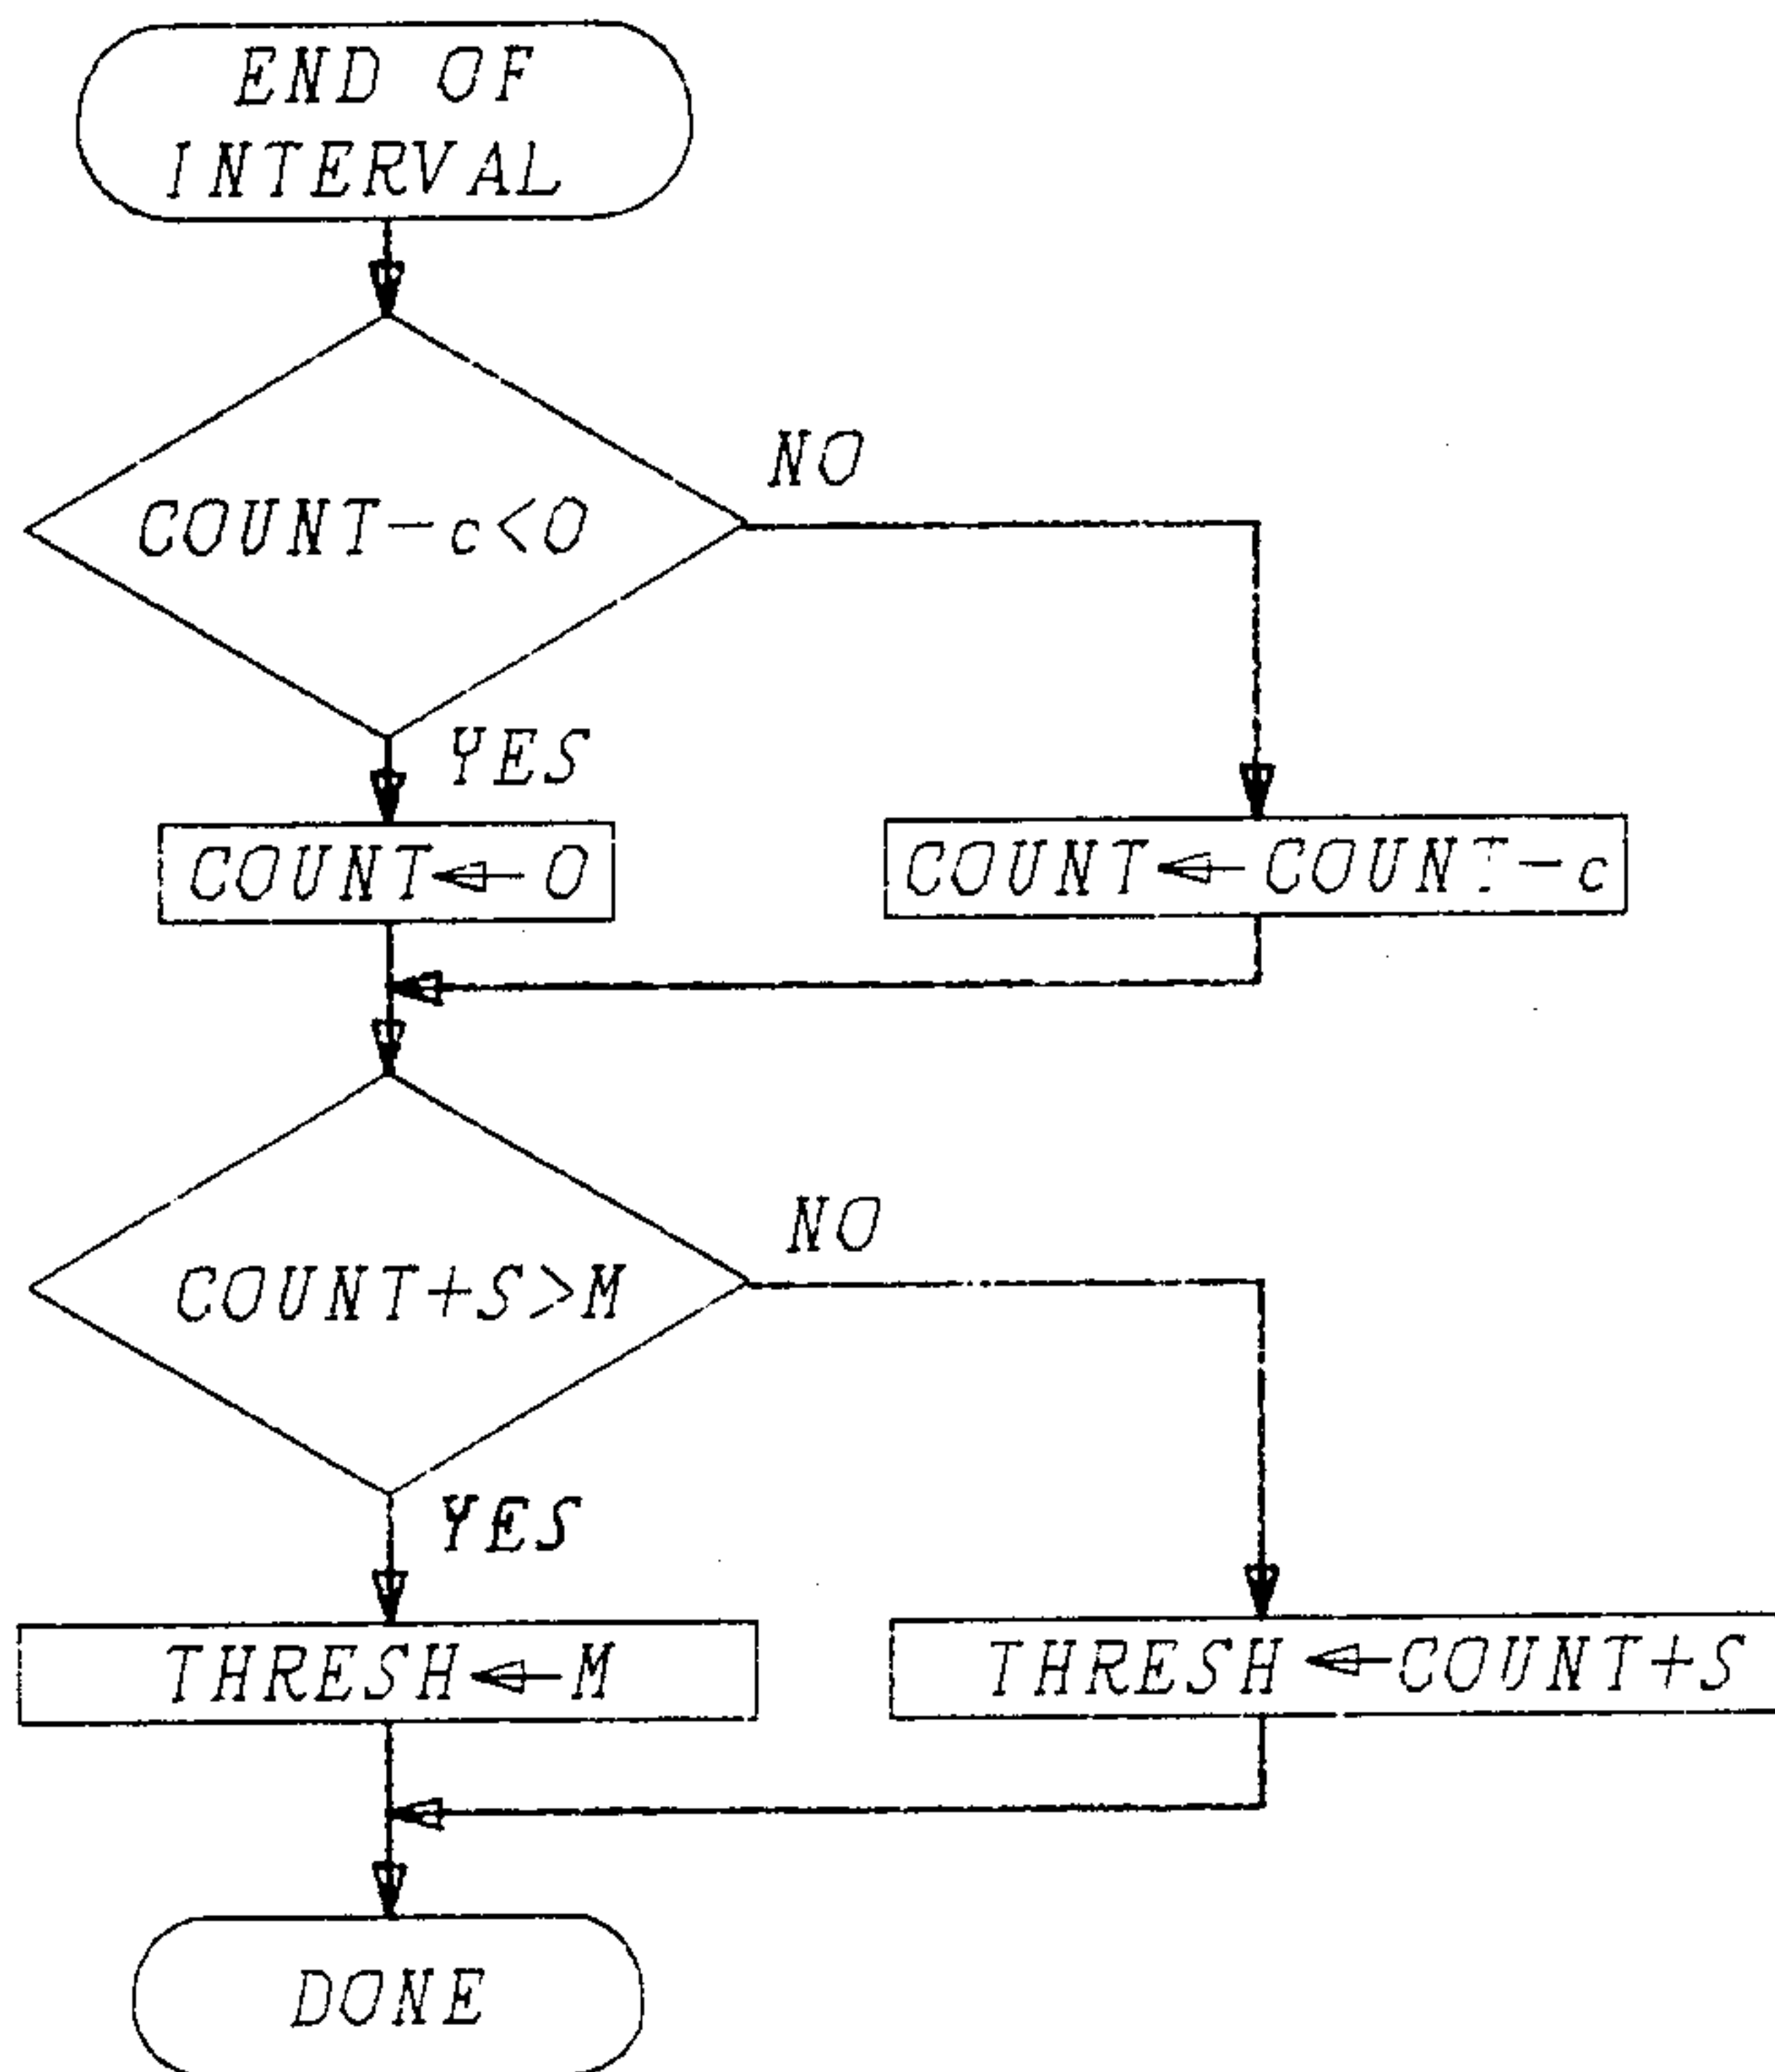 END OF
INTERVAL
COUNT-c<0
NO
YES
COUNT←0
COUNT←COUNT-c
COUNT+S>M
NO
YES
THRESH←M
THRESH←COUNT+S
DONE